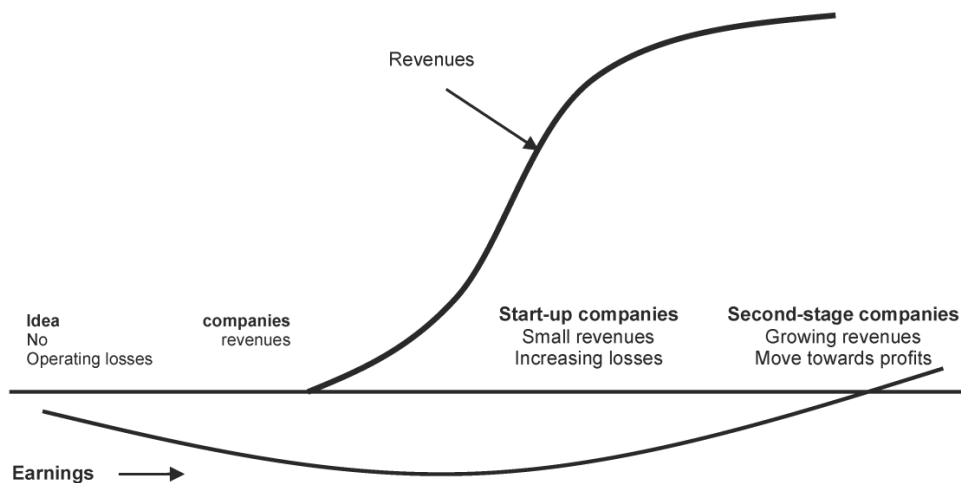 Revenues
Idea companies
No revenues
Operating losses
Start-up companies
Small revenues
Increasing losses
Second-stage companies
Growing revenues
Move towards profits
Earnings